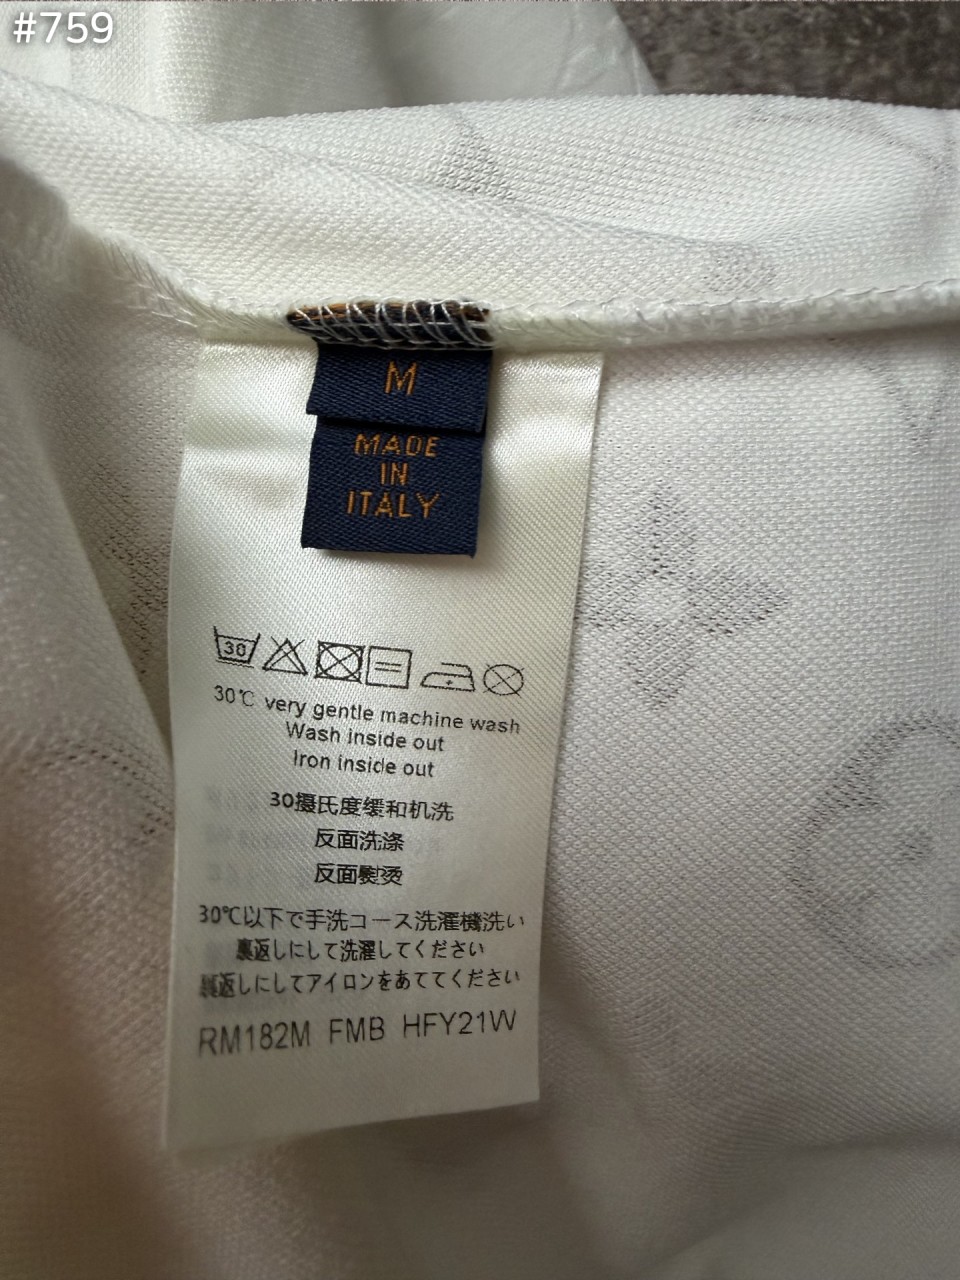 #759
M
MADE
IN
ITALY
30
30℃ very gentle machine wash
Wash inside out
Iron inside out
30摄氏度缓和机洗
反面洗涤
反面熨烫
30℃以下で手洗コース洗濯機洗い
裏返しにして洗濯してください
裏返しにしてアイロンをあててください
RM182M FMB HFY21W